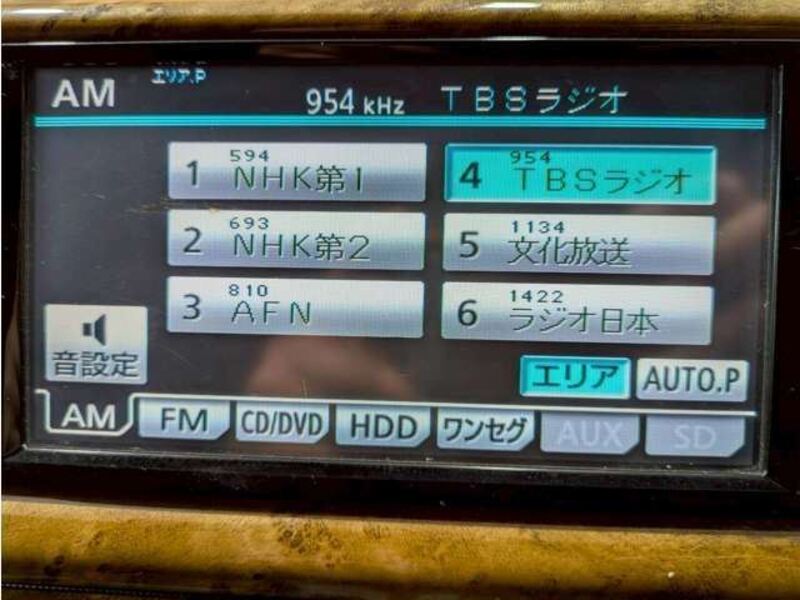 AM エリア.P
954 kHz TBSラジオ
1 594 NHK第1
4 954 TBSラジオ
2 693 NHK第2
5 1134 文化放送
3 810 AFN
6 1422 ラジオ日本
音設定
エリア AUTO.P
AM FM CD/DVD HDD ワンセグ AUX SD